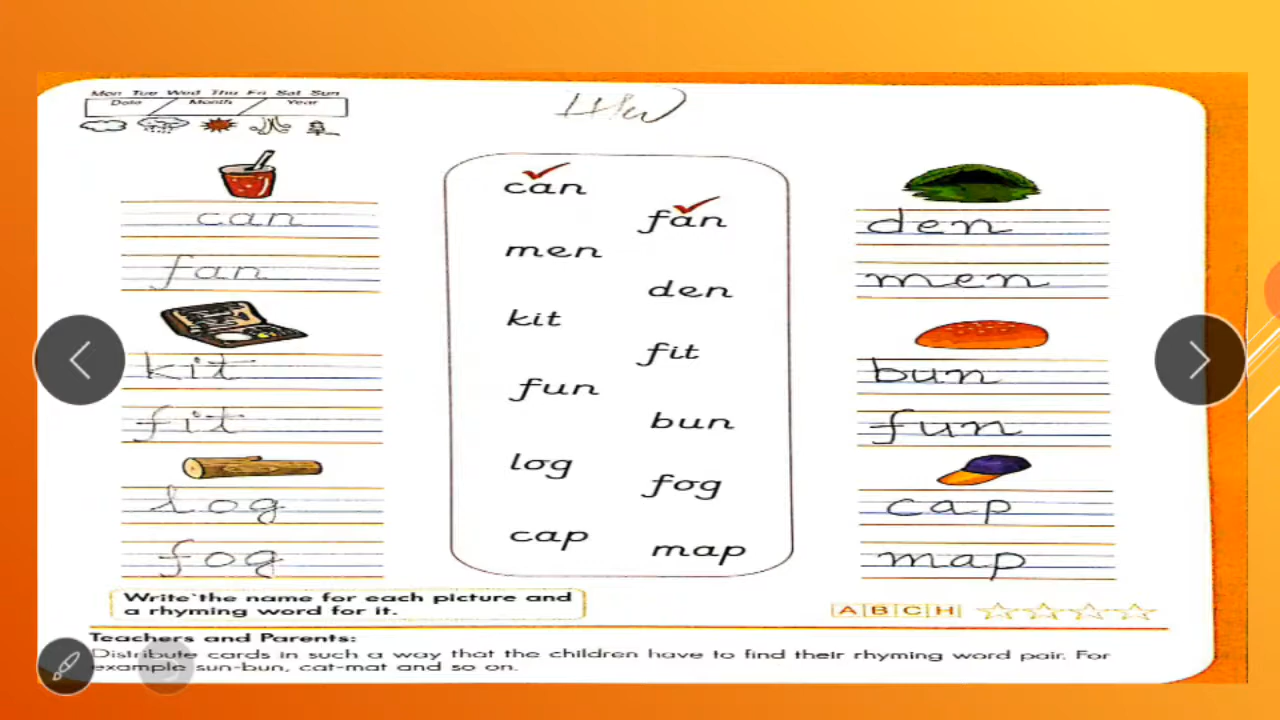 Mon Tue Wed Thu Fri Sat Sun
Date Month Year
H/W
can
fan
kit
fit
log
fog
can
fan
men
den
kit
fit
fun
bun
log
fog
cap
map
den
men
bun
fun
cap
map
Write the name for each picture and
a rhyming word for it.
A B C H
Teachers and Parents:
Distribute cards in such a way that the children have to find their rhyming word pair. For
example sun-bun, cat-mat and so on.